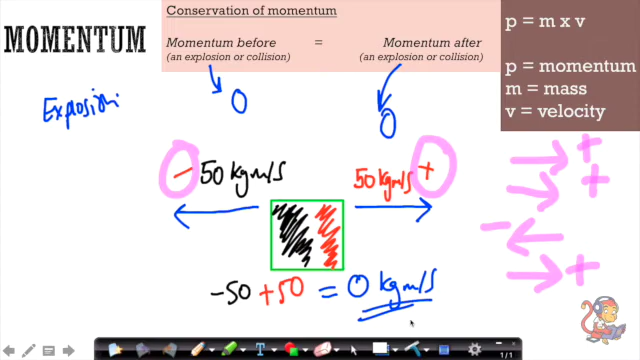 MOMENTUM
Conservation of momentum
Momentum before = Momentum after
(an explosion or collision) (an explosion or collision)
p = m x v
p = momentum
m = mass
v = velocity
Explosion
0 0
- 50 kgm/s 50 kgm/s +
+
+
-
+
-50 +50 = 0 kgm/s
T
1/1